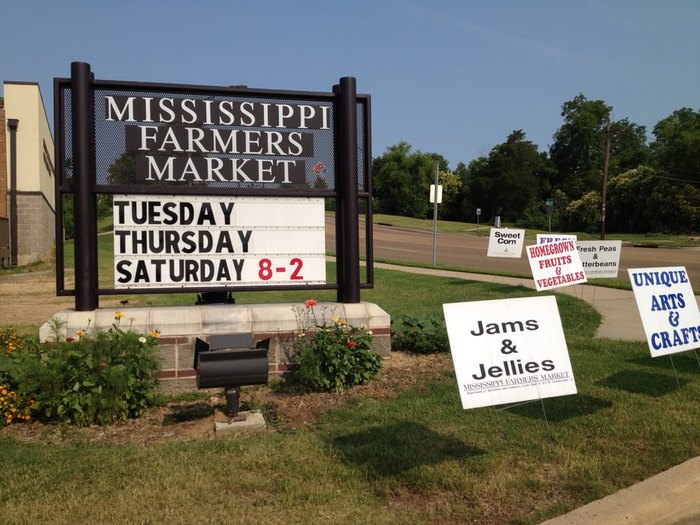 MISSISSIPPI
FARMERS
MARKET
TUESDAY
THURSDAY
SATURDAY 8-2
Sweet
Corn
HOMEGROWN
FRUITS
&
VEGETABLES
Fresh Peas
&
UNIQUE
ARTS
&
CRAFTS
Jams
&
Jellies
MISSISSIPPI FARMERS MARKET